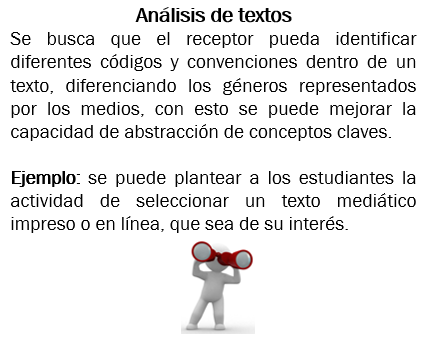 Análisis de textos
Se busca que el receptor pueda identificar
diferentes códigos y convenciones dentro de un
texto, diferenciando los géneros representados
por los medios, con esto se puede mejorar la
capacidad de abstracción de conceptos claves.
Ejemplo: se puede plantear a los estudiantes la
actividad de seleccionar un texto mediático
impreso o en línea, que sea de su interés.